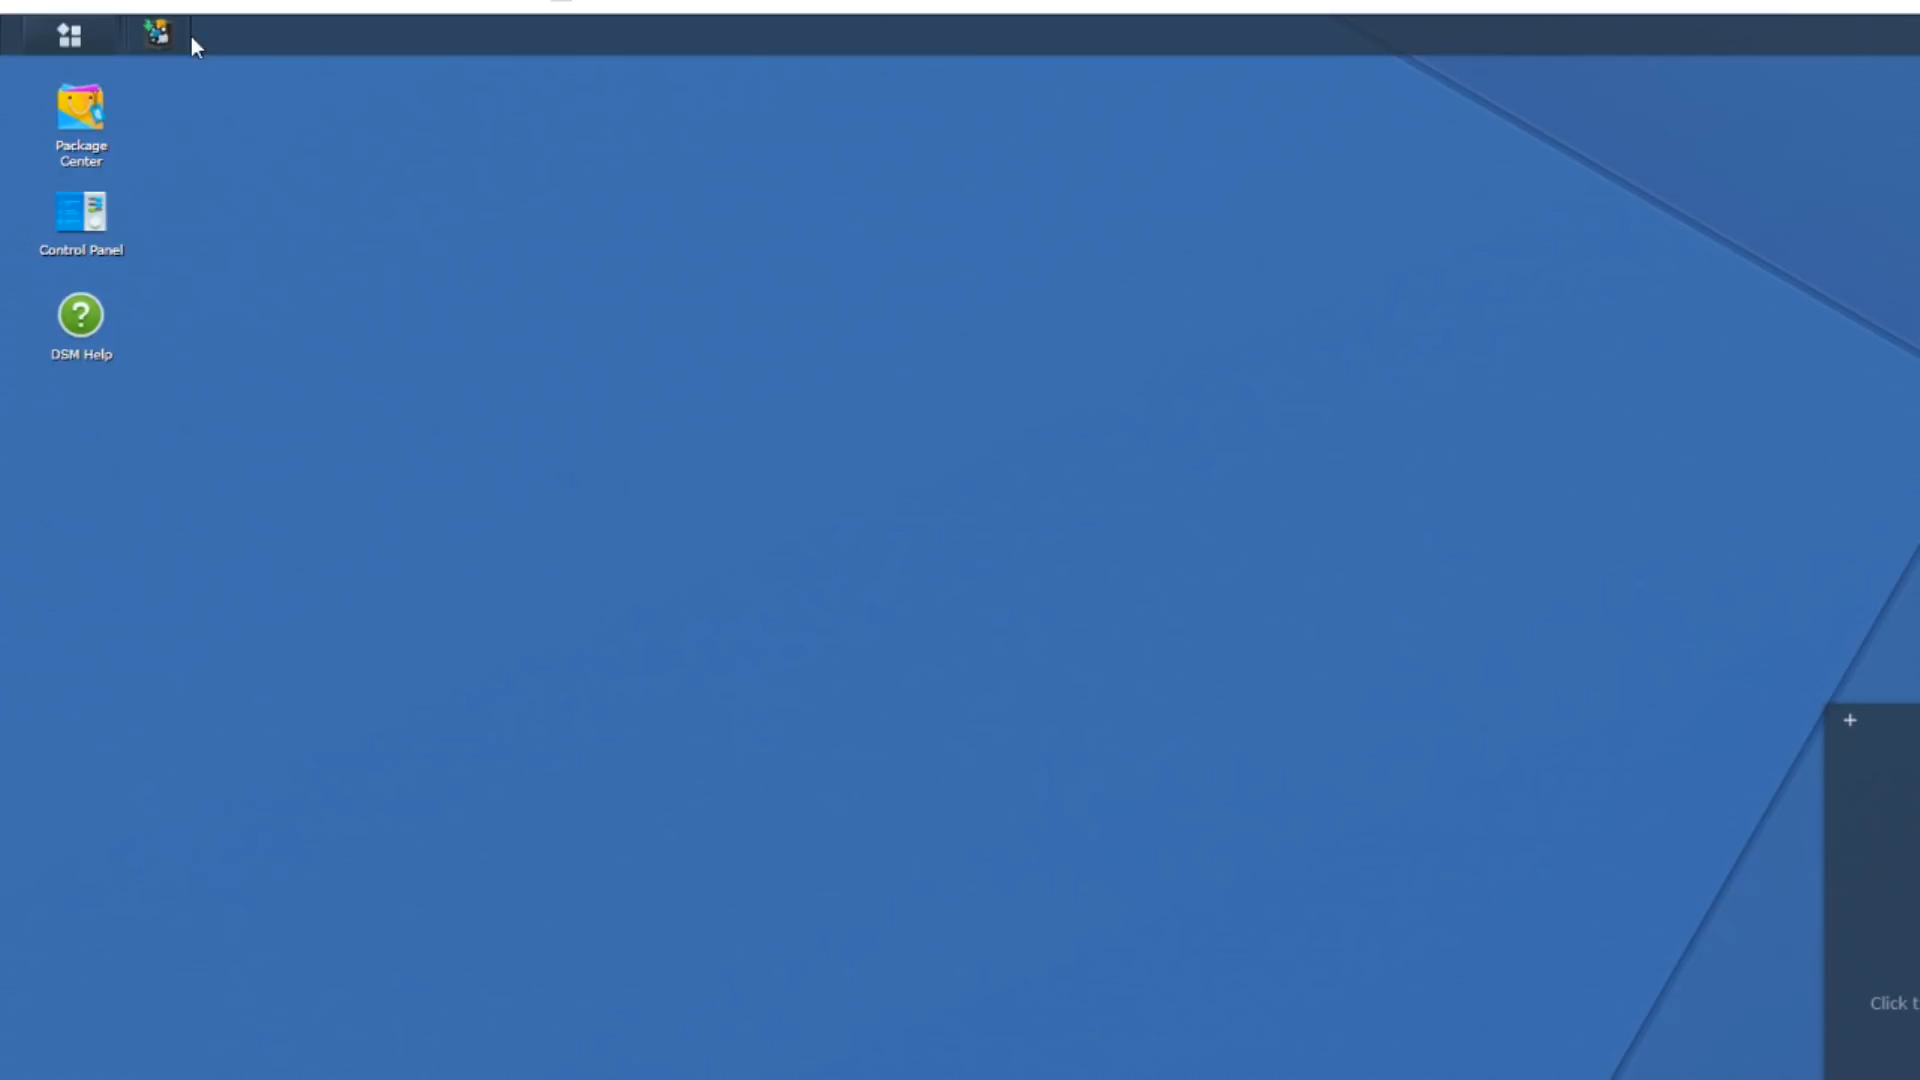 Package
Center
Control Panel
?
DSM Help
+
Click t